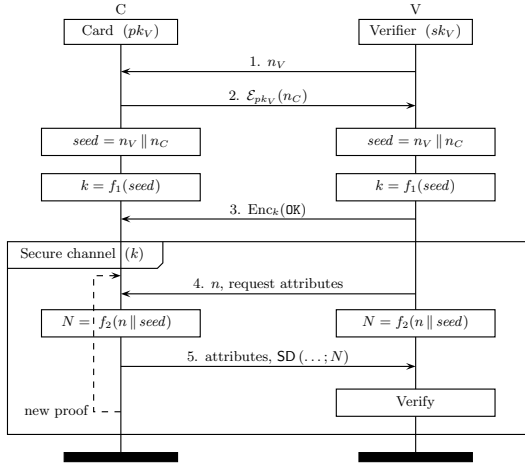 C V
Card (pk_V) Verifier (sk_V)
1. n_V
2. ℰ_{pk_V}(n_C)
seed = n_V ∥ n_C seed = n_V ∥ n_C
k = f_1(seed) k = f_1(seed)
3. Enc_k(OK)
Secure channel (k)
4. n, request attributes
N = f_2(n ∥ seed) N = f_2(n ∥ seed)
5. attributes, SD (...; N)
Verify
new proof